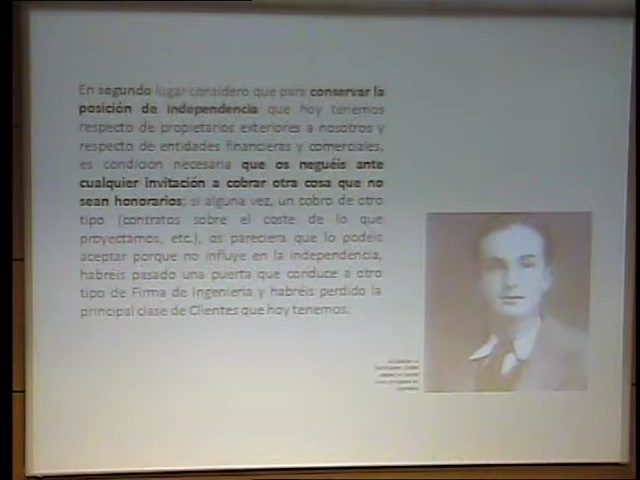 En segundo lugar considero que para conservar la
posición de independencia que hoy tenemos
respecto de propietarios exteriores a nosotros y
respecto de entidades financieras y comerciales,
es condición necesaria que os neguéis ante
cualquier invitación a cobrar otra cosa que no
sean honorarios; si alguna vez, un cobro de otro
tipo (contratos sobre el coste de lo que
proyectamos, etc.), os pareciera que lo podéis
aceptar porque no influye en la independencia,
habréis pasado una puerta que conduce a otro
tipo de Firma de Ingeniería y habréis perdido la
principal clase de Clientes que hoy tenemos.